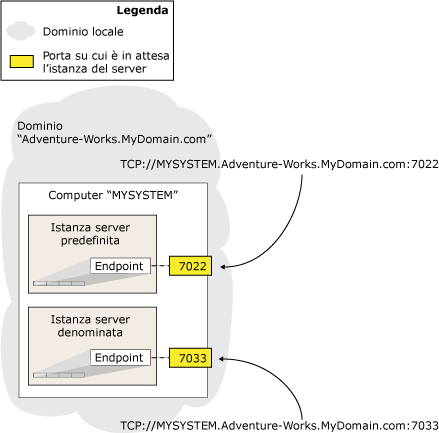 Legenda
Dominio locale
Porta su cui è in attesa
l'istanza del server
Dominio
“Adventure-Works.MyDomain.com”
TCP://MYSYSTEM.Adventure-Works.MyDomain.com:7022
Computer “MYSYSTEM”
Istanza server
predefinita
Endpoint
7022
Istanza server
denominata
Endpoint
7033
TCP://MYSYSTEM.Adventure-Works.MyDomain.com:7033